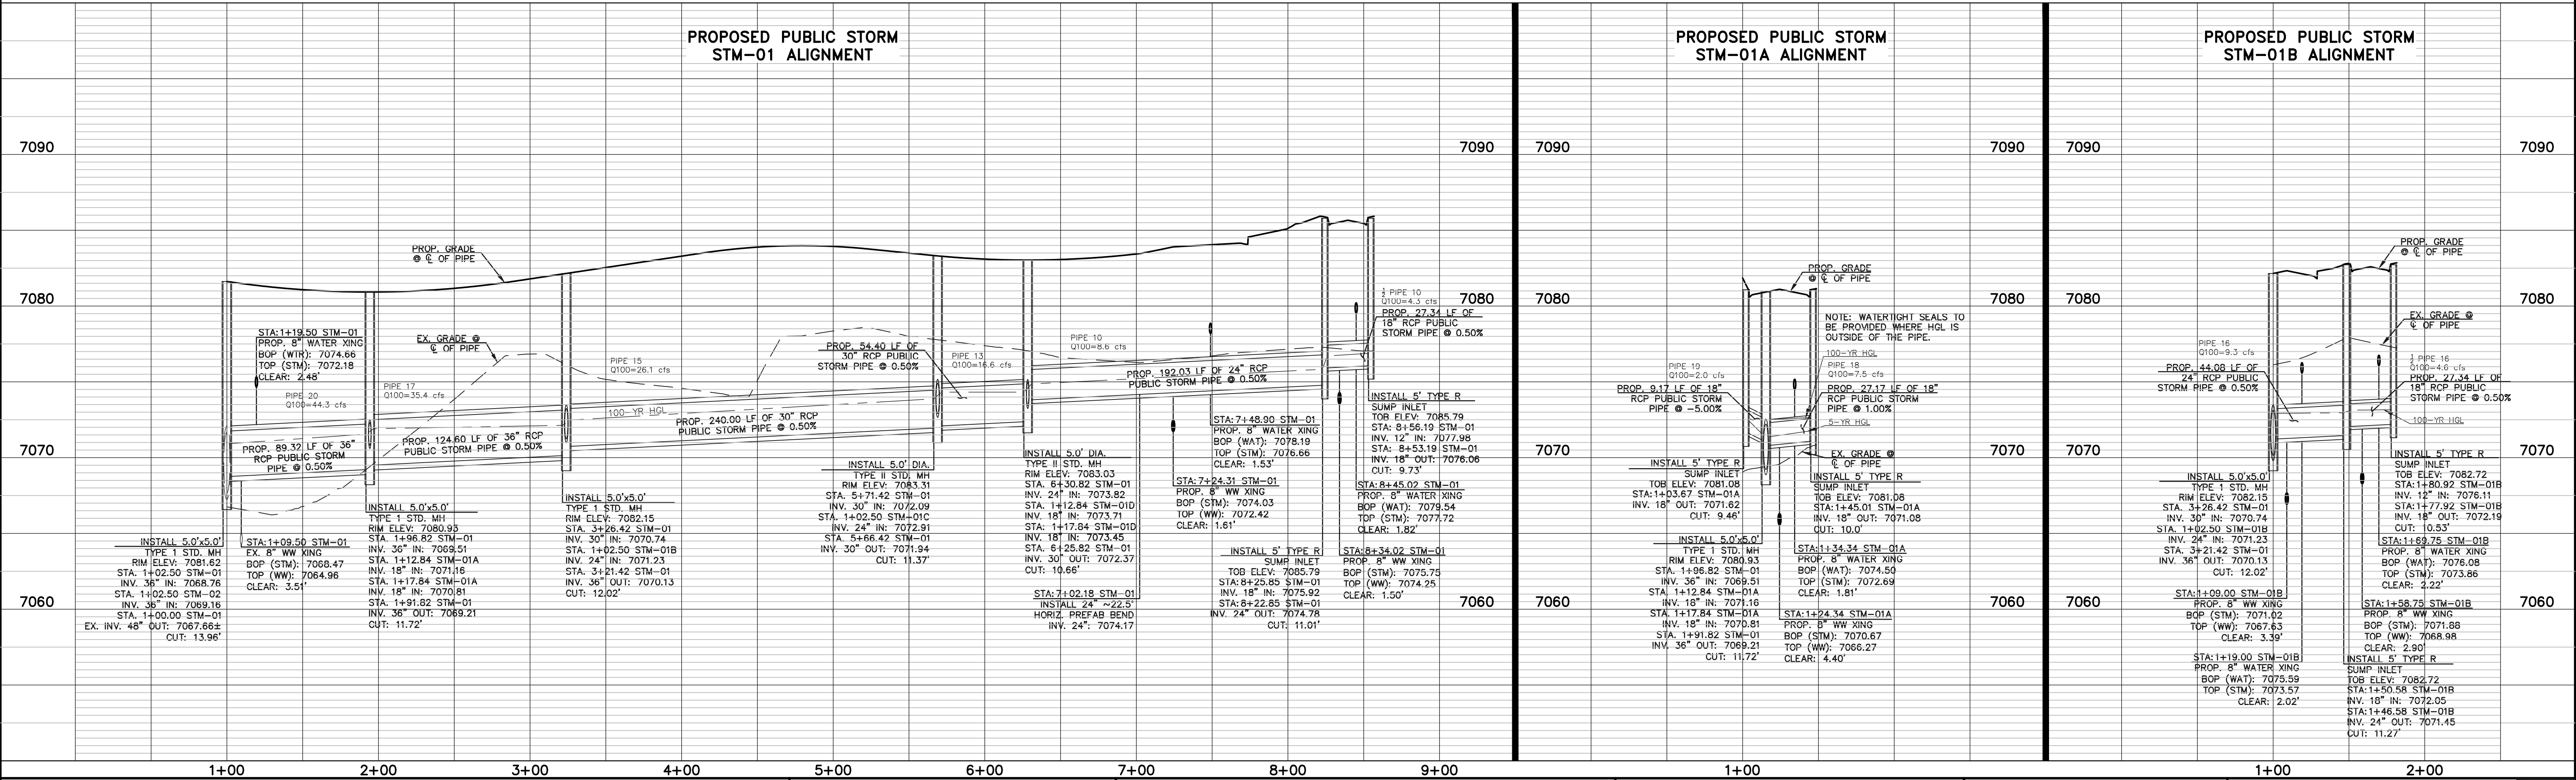 PROPOSED PUBLIC STORM
STM-01 ALIGNMENT
7090
7090
7080
7080
7070
7070
7060
7060
PROP. GRADE
@ ℄ OF PIPE
STA:1+19.50 STM-01
PROP. 8" WATER XING
BOP (WTR): 7074.66
TOP (STM): 7072.18
CLEAR: 2.48'
EX. GRADE @
℄ OF PIPE
PIPE 20
Q100=44.3 cfs
PIPE 17
Q100=35.4 cfs
PIPE 15
Q100=26.1 cfs
100-YR HGL
PROP. 89.32 LF OF 36"
RCP PUBLIC STORM
PIPE @ 0.50%
PROP. 124.60 LF OF 36" RCP
PUBLIC STORM PIPE @ 0.50%
PROP. 240.00 LF OF 30" RCP
PUBLIC STORM PIPE @ 0.50%
PROP. 54.40 LF OF
30" RCP PUBLIC
STORM PIPE @ 0.50%
PIPE 13
Q100=16.6 cfs
PIPE 10
Q100=8.6 cfs
PROP. 192.03 LF OF 24" RCP
PUBLIC STORM PIPE @ 0.50%
½ PIPE 10
Q100=4.3 cfs
PROP. 27.34 LF OF
18" RCP PUBLIC
STORM PIPE @ 0.50%
INSTALL 5.0'x5.0'
TYPE 1 STD. MH
RIM ELEV: 7081.62
STA. 1+02.50 STM-01
INV. 36" IN: 7068.76
STA. 1+02.50 STM-02
INV. 36" IN: 7069.16
STA. 1+00.00 STM-01
EX. INV. 48" OUT: 7067.66±
CUT: 13.96'
STA:1+09.50 STM-01
EX. 8" WW XING
BOP (STM): 7068.47
TOP (WW): 7064.96
CLEAR: 3.51'
INSTALL 5.0'x5.0'
TYPE 1 STD. MH
RIM ELEV: 7080.93
STA. 1+96.82 STM-01
INV. 36" IN: 7069.51
STA. 1+12.84 STM-01A
INV. 18" IN: 7071.16
STA. 1+17.84 STM-01A
INV. 18" IN: 7070.81
STA. 1+91.82 STM-01
INV. 36" OUT: 7069.21
CUT: 11.72'
INSTALL 5.0'x5.0'
TYPE 1 STD. MH
RIM ELEV: 7082.15
STA. 3+26.42 STM-01
INV. 30" IN: 7070.74
STA. 1+02.50 STM-01B
INV. 24" IN: 7071.23
STA. 3+21.42 STM-01
INV. 36" OUT: 7070.13
CUT: 12.02'
INSTALL 5.0' DIA.
TYPE II STD. MH
RIM ELEV: 7083.31
STA. 5+71.42 STM-01
INV. 30" IN: 7072.09
STA. 1+02.50 STM-01C
INV. 24" IN: 7072.91
STA. 5+66.42 STM-01
INV. 30" OUT: 7071.94
CUT: 11.37'
INSTALL 5.0' DIA.
TYPE II STD. MH
RIM ELEV: 7083.03
STA. 6+30.82 STM-01
INV. 24" IN: 7073.82
STA. 1+12.84 STM-01D
INV. 18" IN: 7073.71
STA. 1+17.84 STM-01D
INV. 18" IN: 7073.45
STA. 6+25.82 STM-01
INV. 30" OUT: 7072.37
CUT: 10.66'
STA:7+02.18 STM-01
INSTALL 24" ~22.5°
HORIZ. PREFAB BEND
INV. 24": 7074.17
STA:7+24.31 STM-01
PROP. 8" WW XING
BOP (STM): 7074.03
TOP (WW): 7072.42
CLEAR: 1.61'
STA:7+48.90 STM-01
PROP. 8" WATER XING
BOP (WAT): 7078.19
TOP (STM): 7076.66
CLEAR: 1.53'
INSTALL 5' TYPE R
SUMP INLET
TOB ELEV: 7085.79
STA:8+25.85 STM-01
INV. 18" IN: 7075.92
STA:8+22.85 STM-01
INV. 24" OUT: 7074.78
CUT: 11.01'
STA:8+34.02 STM-01
PROP. 8" WW XING
BOP (STM): 7075.75
TOP (WW): 7074.25
CLEAR: 1.50'
STA:8+45.02 STM-01
PROP. 8" WATER XING
BOP (WAT): 7079.54
TOP (STM): 7077.72
CLEAR: 1.82'
INSTALL 5' TYPE R
SUMP INLET
TOB ELEV: 7085.79
STA: 8+56.19 STM-01
INV. 12" IN: 7077.98
STA: 8+53.19 STM-01
INV. 18" OUT: 7076.06
CUT: 9.73'
1+00
2+00
3+00
4+00
5+00
6+00
7+00
8+00
9+00
PROPOSED PUBLIC STORM
STM-01A ALIGNMENT
7090
7090
7080
7080
7070
7070
7060
7060
PROP. GRADE
@ ℄ OF PIPE
NOTE: WATERTIGHT SEALS TO
BE PROVIDED WHERE HGL IS
OUTSIDE OF THE PIPE.
100-YR HGL
PIPE 18
Q100=7.5 cfs
PIPE 19
Q100=2.0 cfs
PROP. 9.17 LF OF 18"
RCP PUBLIC STORM
PIPE @ -5.00%
PROP. 27.17 LF OF 18"
RCP PUBLIC STORM
PIPE @ 1.00%
5-YR HGL
EX. GRADE @
℄ OF PIPE
INSTALL 5' TYPE R
SUMP INLET
TOB ELEV: 7081.08
STA:1+03.67 STM-01A
INV. 18" OUT: 7071.62
CUT: 9.46'
INSTALL 5' TYPE R
SUMP INLET
TOB ELEV: 7081.08
STA:1+45.01 STM-01A
INV. 18" OUT: 7071.08
CUT: 10.0'
INSTALL 5.0'x5.0'
TYPE 1 STD. MH
RIM ELEV: 7080.93
STA. 1+96.82 STM-01
INV. 36" IN: 7069.51
STA. 1+12.84 STM-01A
INV. 18" IN: 7071.16
STA. 1+17.84 STM-01A
INV. 18" IN: 7070.81
STA. 1+91.82 STM-01
INV. 36" OUT: 7069.21
CUT: 11.72'
STA:1+34.34 STM-01A
PROP. 8" WATER XING
BOP (WAT): 7074.50
TOP (STM): 7072.69
CLEAR: 1.81'
STA:1+24.34 STM-01A
PROP. 8" WW XING
BOP (STM): 7070.67
TOP (WW): 7066.27
CLEAR: 4.40'
1+00
PROPOSED PUBLIC STORM
STM-01B ALIGNMENT
7090
7090
7080
7080
7070
7070
7060
7060
PROP. GRADE
@ ℄ OF PIPE
EX. GRADE @
℄ OF PIPE
PIPE 16
Q100=9.3 cfs
PROP. 44.08 LF OF
24" RCP PUBLIC
STORM PIPE @ 0.50%
½ PIPE 16
Q100=4.6 cfs
PROP. 27.34 LF OF
18" RCP PUBLIC
STORM PIPE @ 0.50%
100-YR HGL
INSTALL 5.0'x5.0'
TYPE 1 STD. MH
RIM ELEV: 7082.15
STA. 3+26.42 STM-01
INV. 30" IN: 7070.74
STA. 1+02.50 STM-01B
INV. 24" IN: 7071.23
STA. 3+21.42 STM-01
INV. 36" OUT: 7070.13
CUT: 12.02'
STA:1+09.00 STM-01B
PROP. 8" WW XING
BOP (STM): 7071.02
TOP (WW): 7067.63
CLEAR: 3.39'
STA:1+19.00 STM-01B
PROP. 8" WATER XING
BOP (WAT): 7075.59
TOP (STM): 7073.57
CLEAR: 2.02'
INSTALL 5' TYPE R
SUMP INLET
TOB ELEV: 7082.72
STA:1+80.92 STM-01B
INV. 12" IN: 7076.11
STA:1+77.92 STM-01B
INV. 18" OUT: 7072.19
CUT: 10.53'
STA:1+69.75 STM-01B
PROP. 8" WATER XING
BOP (WAT): 7076.08
TOP (STM): 7073.86
CLEAR: 2.22'
STA:1+58.75 STM-01B
PROP. 8" WW XING
BOP (STM): 7071.88
TOP (WW): 7068.98
CLEAR: 2.90'
INSTALL 5' TYPE R
SUMP INLET
TOB ELEV: 7082.72
STA:1+50.58 STM-01B
INV. 18" IN: 7072.05
STA:1+46.58 STM-01B
INV. 24" OUT: 7071.45
CUT: 11.27'
1+00
2+00